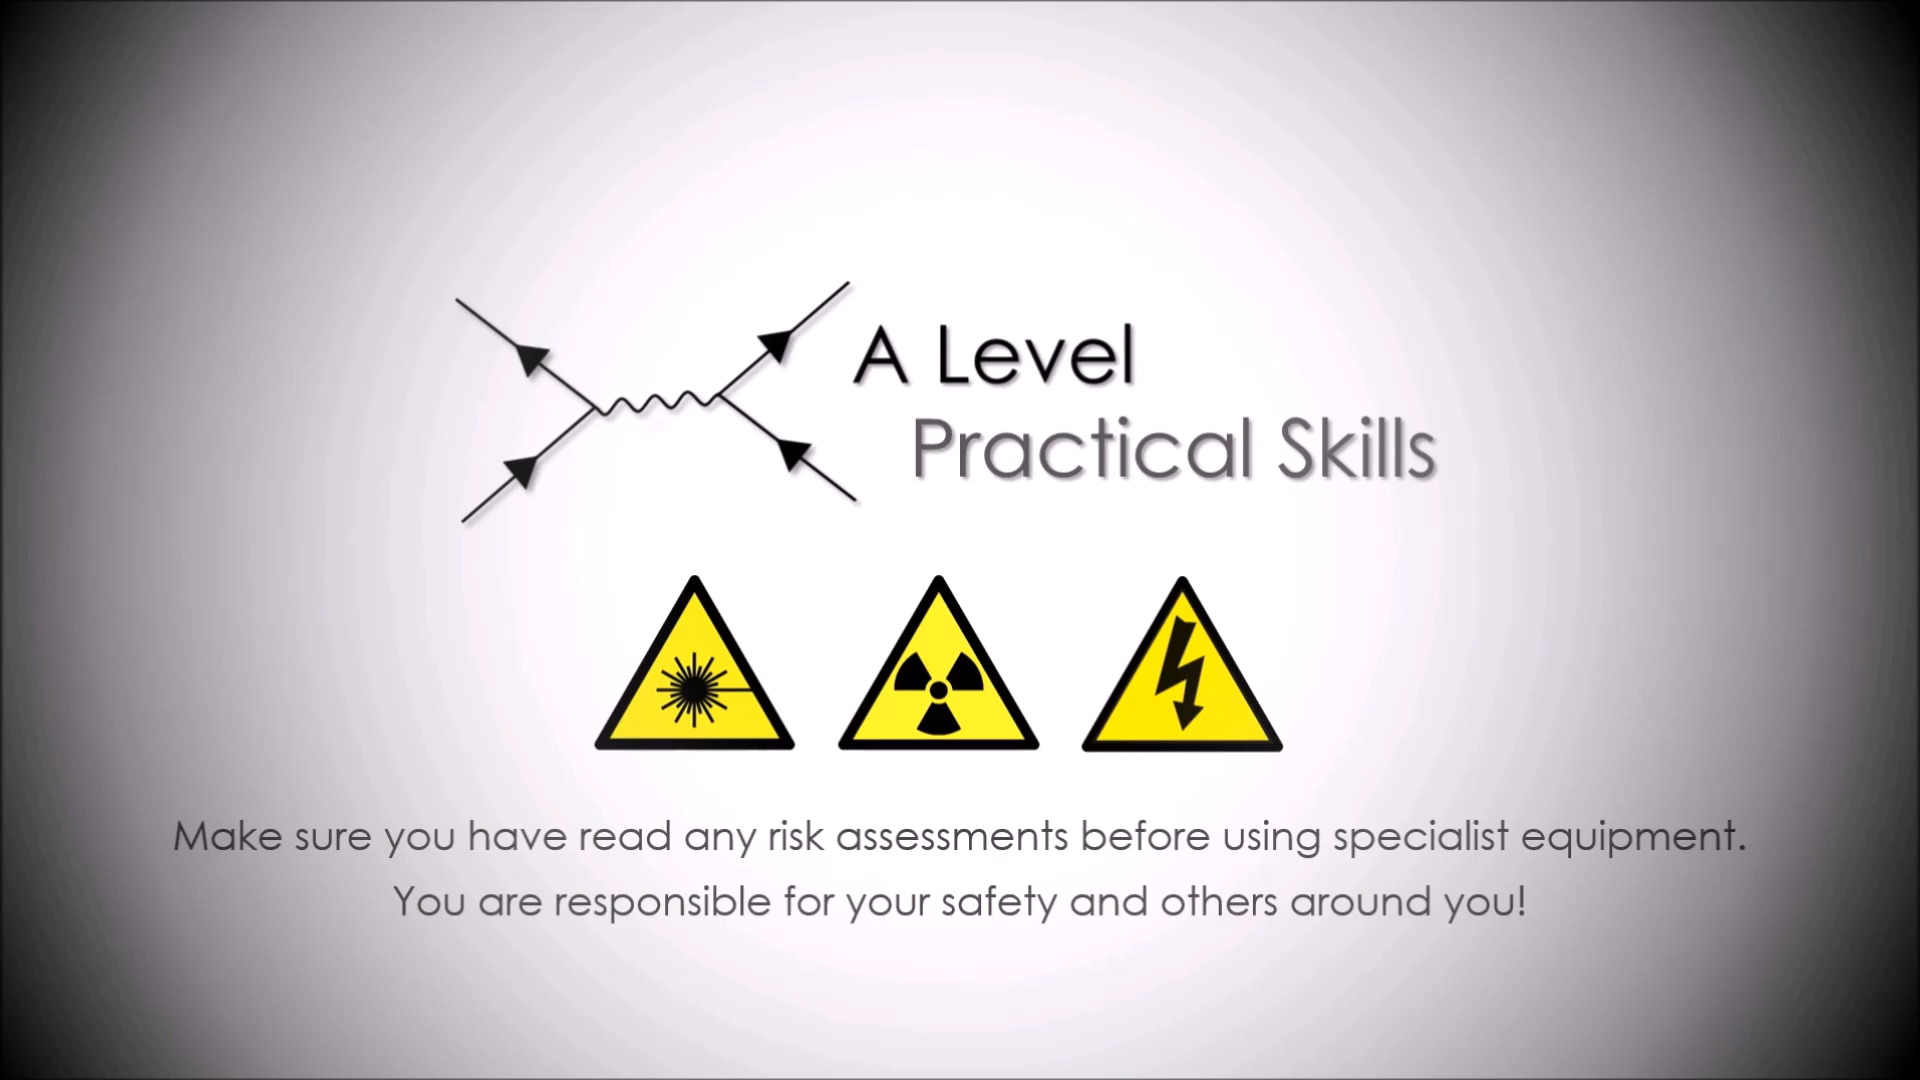 A Level
Practical Skills
Make sure you have read any risk assessments before using specialist equipment.
You are responsible for your safety and others around you!